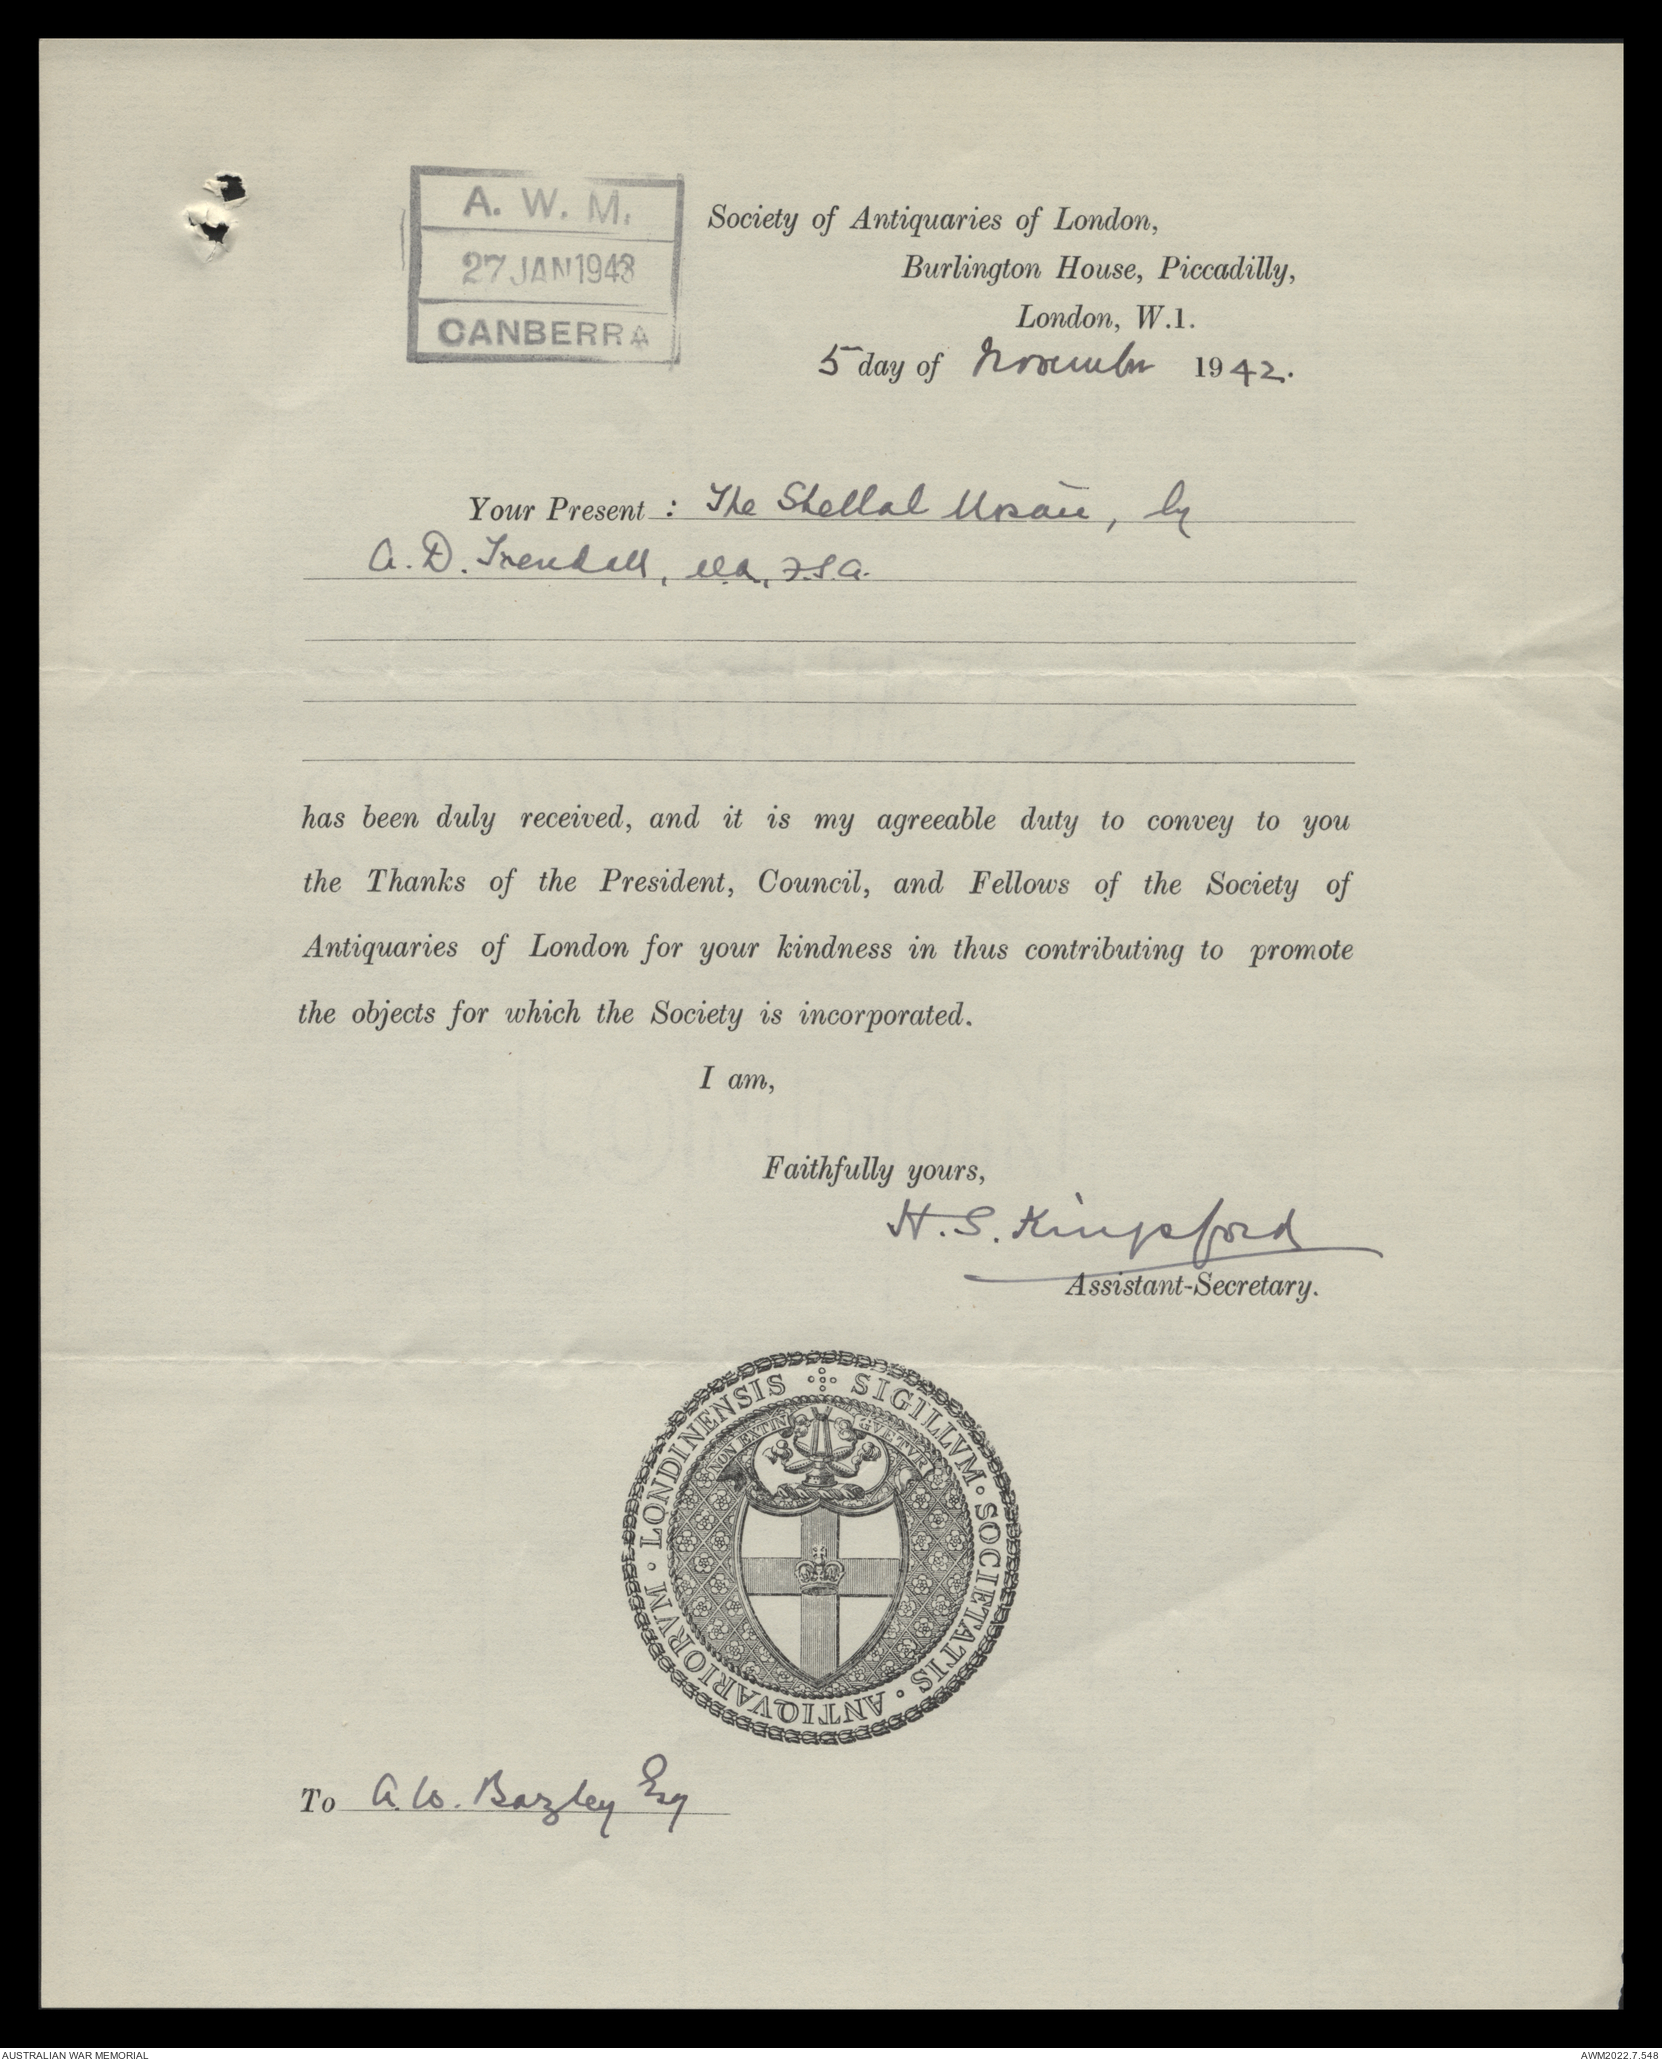 A. W. M.
27 JAN 1943
CANBERRA
Society of Antiquaries of London,
Burlington House, Piccadilly,
London, W.1.
5 day of November 1942.
Your Present : The Shellal Mosaic, by
A. D. Trendall, M.A., F.S.A.
has been duly received, and it is my agreeable duty to convey to you
the Thanks of the President, Council, and Fellows of the Society of
Antiquaries of London for your kindness in thus contributing to promote
the objects for which the Society is incorporated.
I am,
Faithfully yours,
H. S. Kingsford
Assistant-Secretary.
SIGILLVM · SOCIETATIS · ANTIQVARIORVM · LONDINENSIS
NON EXTINGVETVR
To A. W. Bazley Esq
AUSTRALIAN WAR MEMORIAL
AWM2022.7.548